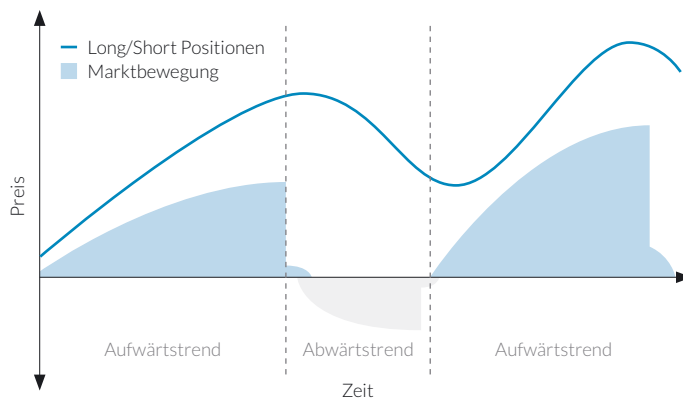 Long/Short Positionen
Marktbewegung
Preis
Aufwärtstrend
Abwärtstrend
Aufwärtstrend
Zeit